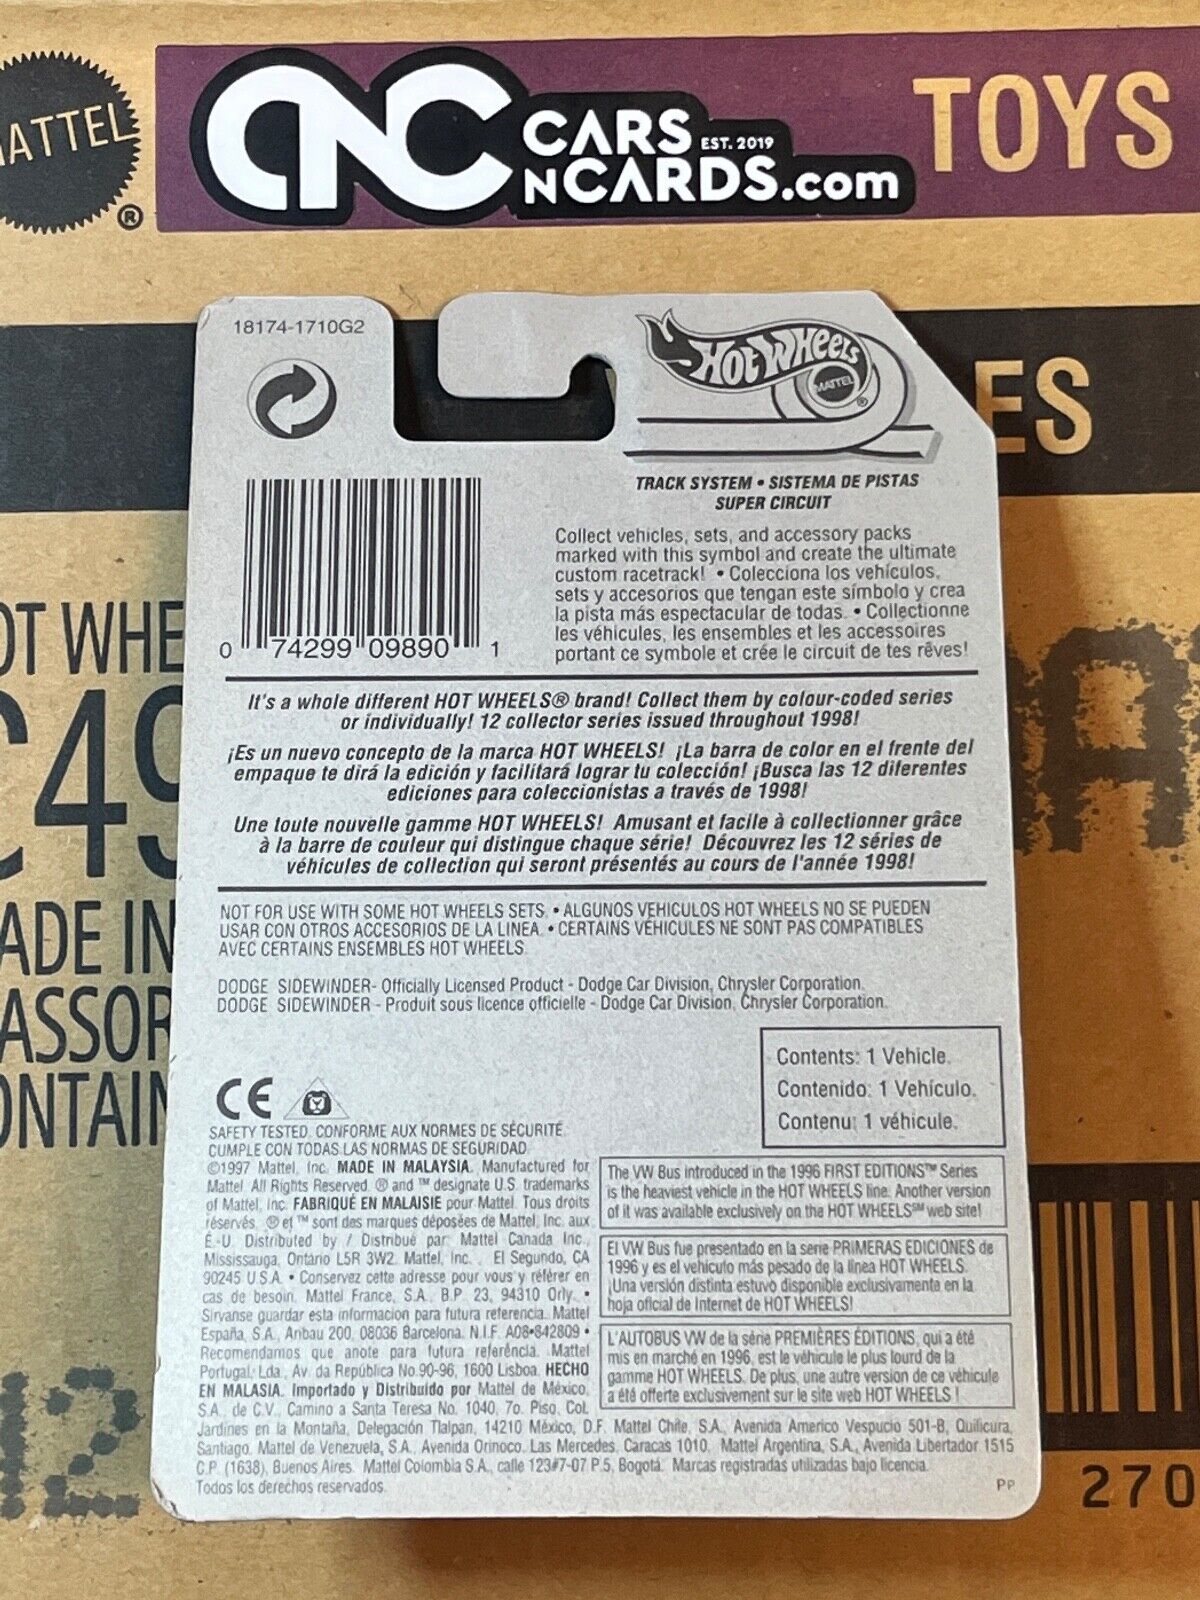 MATTEL
®
CNC CARS EST. 2019
NCARDS.com
TOYS
ES
18174-1710G2
HOT WHEELS
MATTEL
®
TRACK SYSTEM • SISTEMA DE PISTAS
SUPER CIRCUIT
Collect vehicles, sets, and accessory packs
marked with this symbol and create the ultimate
custom racetrack! • Colecciona los vehículos,
sets y accesorios que tengan este símbolo y crea
la pista más espectacular de todas. • Collectionne
les véhicules, les ensembles et les accessoires
portant ce symbole et crée le circuit de tes rêves!
0 74299 09890 1
It's a whole different HOT WHEELS® brand! Collect them by colour-coded series
or individually! 12 collector series issued throughout 1998!
¡Es un nuevo concepto de la marca HOT WHEELS! ¡La barra de color en el frente del
empaque te dirá la edición y facilitará lograr tu colección! ¡Busca las 12 diferentes
ediciones para coleccionistas a través de 1998!
Une toute nouvelle gamme HOT WHEELS! Amusant et facile à collectionner grâce
à la barre de couleur qui distingue chaque série! Découvrez les 12 séries de
véhicules de collection qui seront présentés au cours de l'année 1998!
NOT FOR USE WITH SOME HOT WHEELS SETS. • ALGUNOS VEHICULOS HOT WHEELS NO SE PUEDEN
USAR CON OTROS ACCESORIOS DE LA LINEA. • CERTAINS VÉHICULES NE SONT PAS COMPATIBLES
AVEC CERTAINS ENSEMBLES HOT WHEELS.
DODGE SIDEWINDER- Officially Licensed Product - Dodge Car Division, Chrysler Corporation.
DODGE SIDEWINDER - Produit sous licence officielle - Dodge Car Division, Chrysler Corporation.
Contents: 1 Vehicle.
Contenido: 1 Vehículo.
Contenu: 1 véhicule.
CE
SAFETY TESTED. CONFORME AUX NORMES DE SÉCURITÉ.
CUMPLE CON TODAS LAS NORMAS DE SEGURIDAD.
©1997 Mattel, Inc. MADE IN MALAYSIA. Manufactured for
Mattel. All Rights Reserved. ® and ™ designate U.S. trademarks
of Mattel, Inc. FABRIQUÉ EN MALAISIE pour Mattel. Tous droits
réservés. ® et ™ sont des marques déposées de Mattel, Inc. aux
É.-U. Distributed by / Distribué par: Mattel Canada Inc.,
Mississauga, Ontario L5R 3W2. Mattel, Inc., El Segundo, CA
90245 U.S.A. • Conservez cette adresse pour vous y référer en
cas de besoin. Mattel France, S.A., B.P. 23, 94310 Orly. •
Sírvanse guardar esta información para futura referencia. Mattel
España, S.A., Aribau 200, 08036 Barcelona. N.I.F. A08•842809 •
Recomendamos que anote para futura referência. Mattel
Portugal, Lda., Av. da República No.90-96, 1600 Lisboa. HECHO
EN MALASIA. Importado y Distribuido por Mattel de México,
S.A. de C.V., Camino a Santa Teresa No. 1040, 7o. Piso, Col.
Jardines en la Montaña, Delegación Tlalpan, 14210 México, D.F. Mattel Chile, S.A., Avenida Americo Vespucio 501-B, Quilicura,
Santiago. Mattel de Venezuela, S.A. Avenida Orinoco. Las Mercedes, Caracas 1010. Mattel Argentina, S.A., Avenida Libertador 1515
C.P. (1638), Buenos Aires. Mattel Colombia S.A., calle 123#7-07 P.5, Bogotá. Marcas registradas utilizadas bajo licencia.
Todos los derechos reservados.
The VW Bus introduced in the 1996 FIRST EDITIONS™ Series
is the heaviest vehicle in the HOT WHEELS line. Another version
of it was available exclusively on the HOT WHEELS℠ web site!
El VW Bus fue presentado en la serie PRIMERAS EDICIONES de
1996 y es el vehículo más pesado de la línea HOT WHEELS.
¡Una versión distinta estuvo disponible exclusivamente en la
hoja oficial de Internet de HOT WHEELS!
L'AUTOBUS VW de la série PREMIÈRES ÉDITIONS, qui a été
mis en marché en 1996, est le véhicule le plus lourd de la
gamme HOT WHEELS. De plus, une autre version de ce véhicule
a été offerte exclusivement sur le site web HOT WHEELS !
PP
OT WHE
C49
ADE IN
ASSOR
ONTAIN
12
270